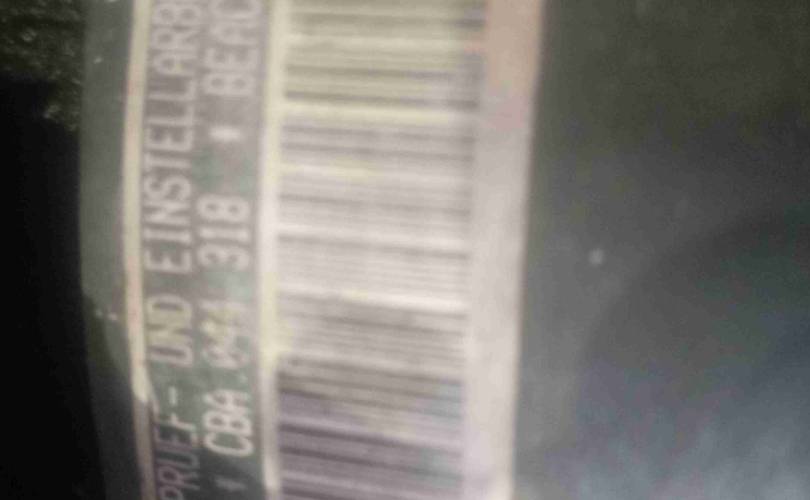 PRUEF- UND EINSTELLARB
* CBA.044 318 * BEAC